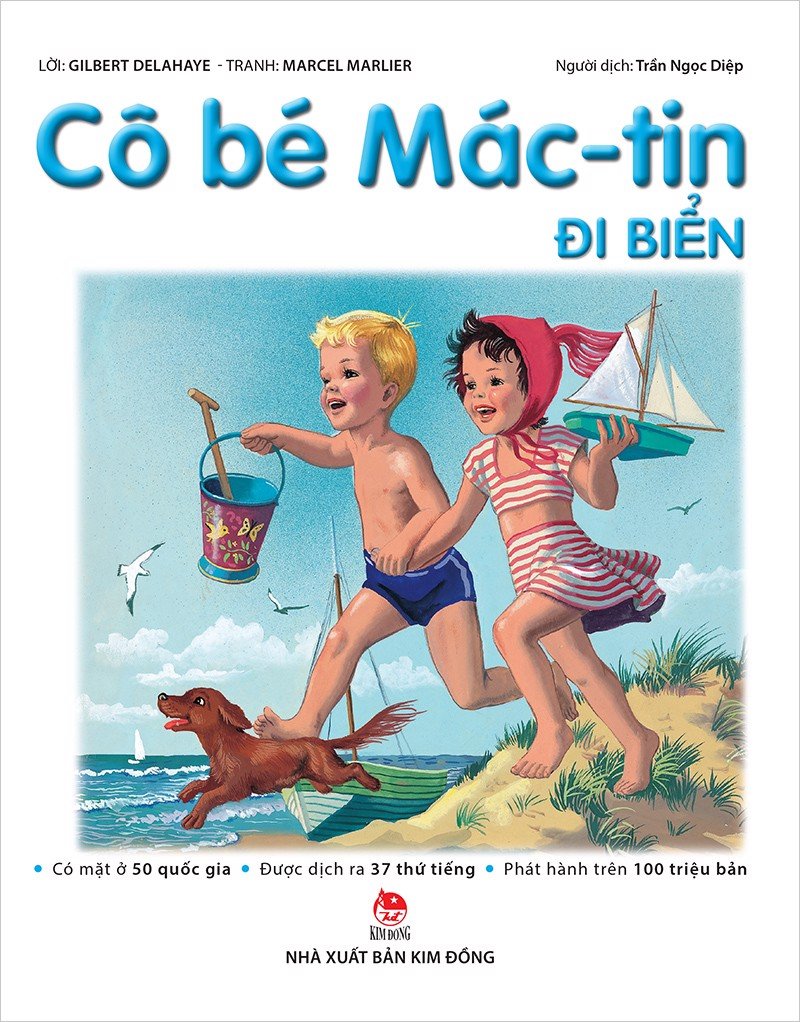 LỜI: GILBERT DELAHAYE - TRANH: MARCEL MARLIER
Người dịch: Trần Ngọc Diệp
Cô bé Mác-tin
ĐI BIỂN
• Có mặt ở 50 quốc gia • Được dịch ra 37 thứ tiếng • Phát hành trên 100 triệu bản
KIM ĐỒNG
NHÀ XUẤT BẢN KIM ĐỒNG